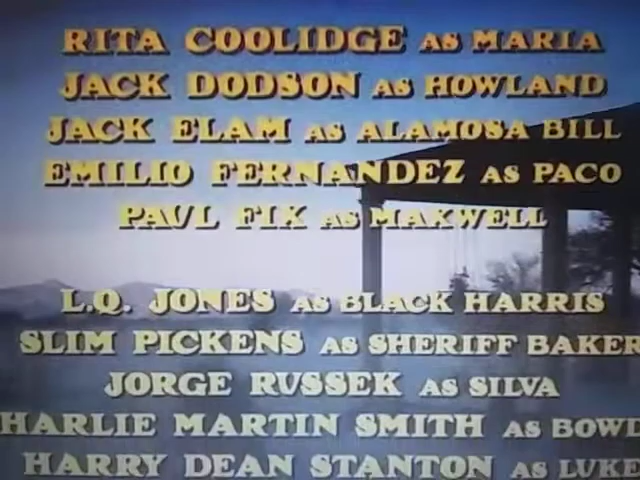 RITA COOLIDGE AS MARIA
JACK DODSON AS HOWLAND
JACK ELAM AS ALAMOSA BILL
EMILIO FERNANDEZ AS PACO
PAUL FIX AS MAXWELL
L.Q. JONES AS BLACK HARRIS
SLIM PICKENS AS SHERIFF BAKER
JORGE RUSSEK AS SILVA
HARLIE MARTIN SMITH AS BOWD
HARRY DEAN STANTON AS LUKE